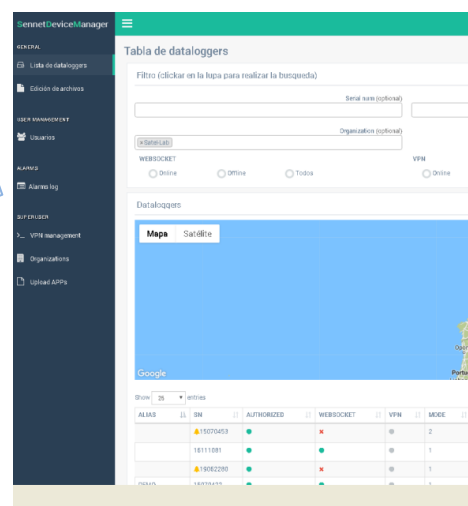 SennetDeviceManager
GENERAL
Lista de dataloggers
Edición de archivos
USER MANAGEMENT
Usuarios
ALARMS
Alarms log
SUPERUSER
VPN management
Organizations
Upload APPs
Tabla de dataloggers
Filtro (clickar en la lupa para realizar la busqueda)
Serial num (optional)
Organization (optional)
× Satel-Lab
WEBSOCKET VPN
Online Offline Todos Online
Dataloggers
Mapa Satélite
Google
Show 25 entries
ALIAS SN AUTHORIZED WEBSOCKET VPN MODE
15070453 2
16111081 1
19082280 1